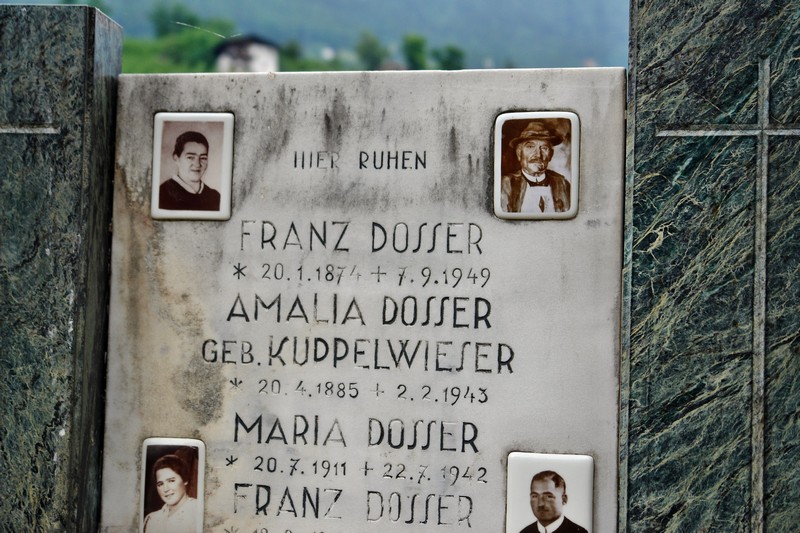 HIER RUHEN
FRANZ DOSSER
* 20.1.1874 + 7.9.1949
AMALIA DOSSER
GEB. KUPPELWIESER
* 20.4.1885 + 2.2.1943
MARIA DOSSER
* 20.7.1911 + 22.7.1942
FRANZ DOSSER